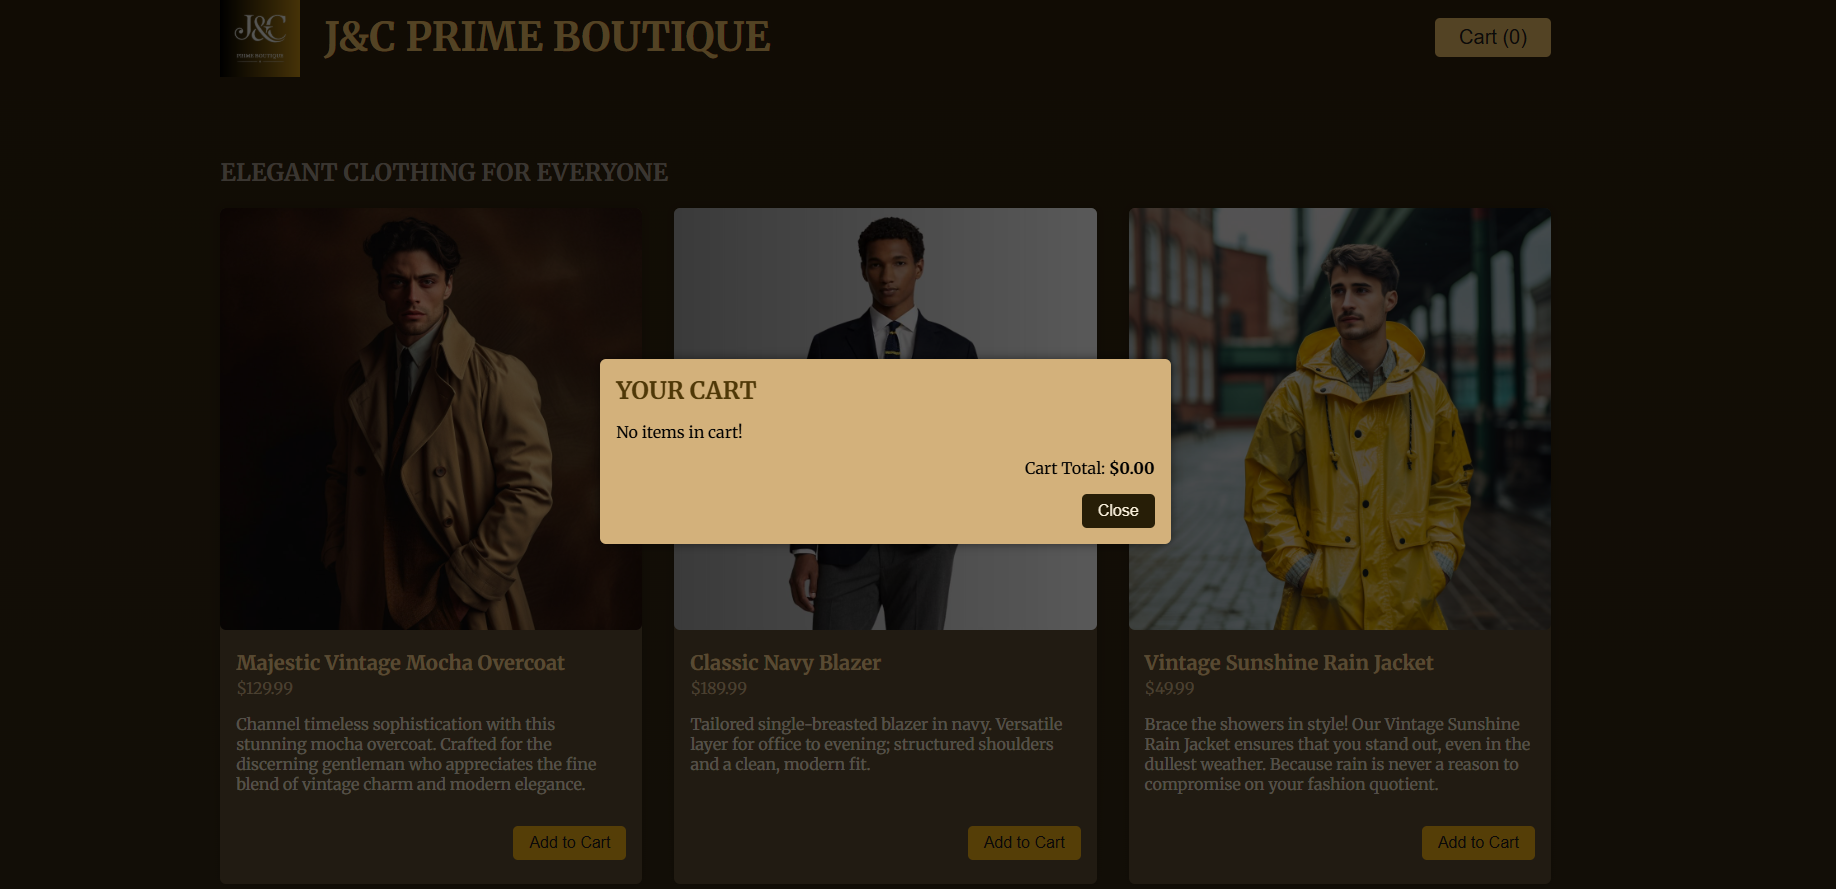 J&C
PRIME BOUTIQUE
J&C PRIME BOUTIQUE
Cart (0)
ELEGANT CLOTHING FOR EVERYONE
YOUR CART
No items in cart!
Cart Total: $0.00
Close
Majestic Vintage Mocha Overcoat
$129.99
Channel timeless sophistication with this
stunning mocha overcoat. Crafted for the
discerning gentleman who appreciates the fine
blend of vintage charm and modern elegance.
Add to Cart
Classic Navy Blazer
$189.99
Tailored single-breasted blazer in navy. Versatile
layer for office to evening; structured shoulders
and a clean, modern fit.
Add to Cart
Vintage Sunshine Rain Jacket
$49.99
Brace the showers in style! Our Vintage Sunshine
Rain Jacket ensures that you stand out, even in the
dullest weather. Because rain is never a reason to
compromise on your fashion quotient.
Add to Cart